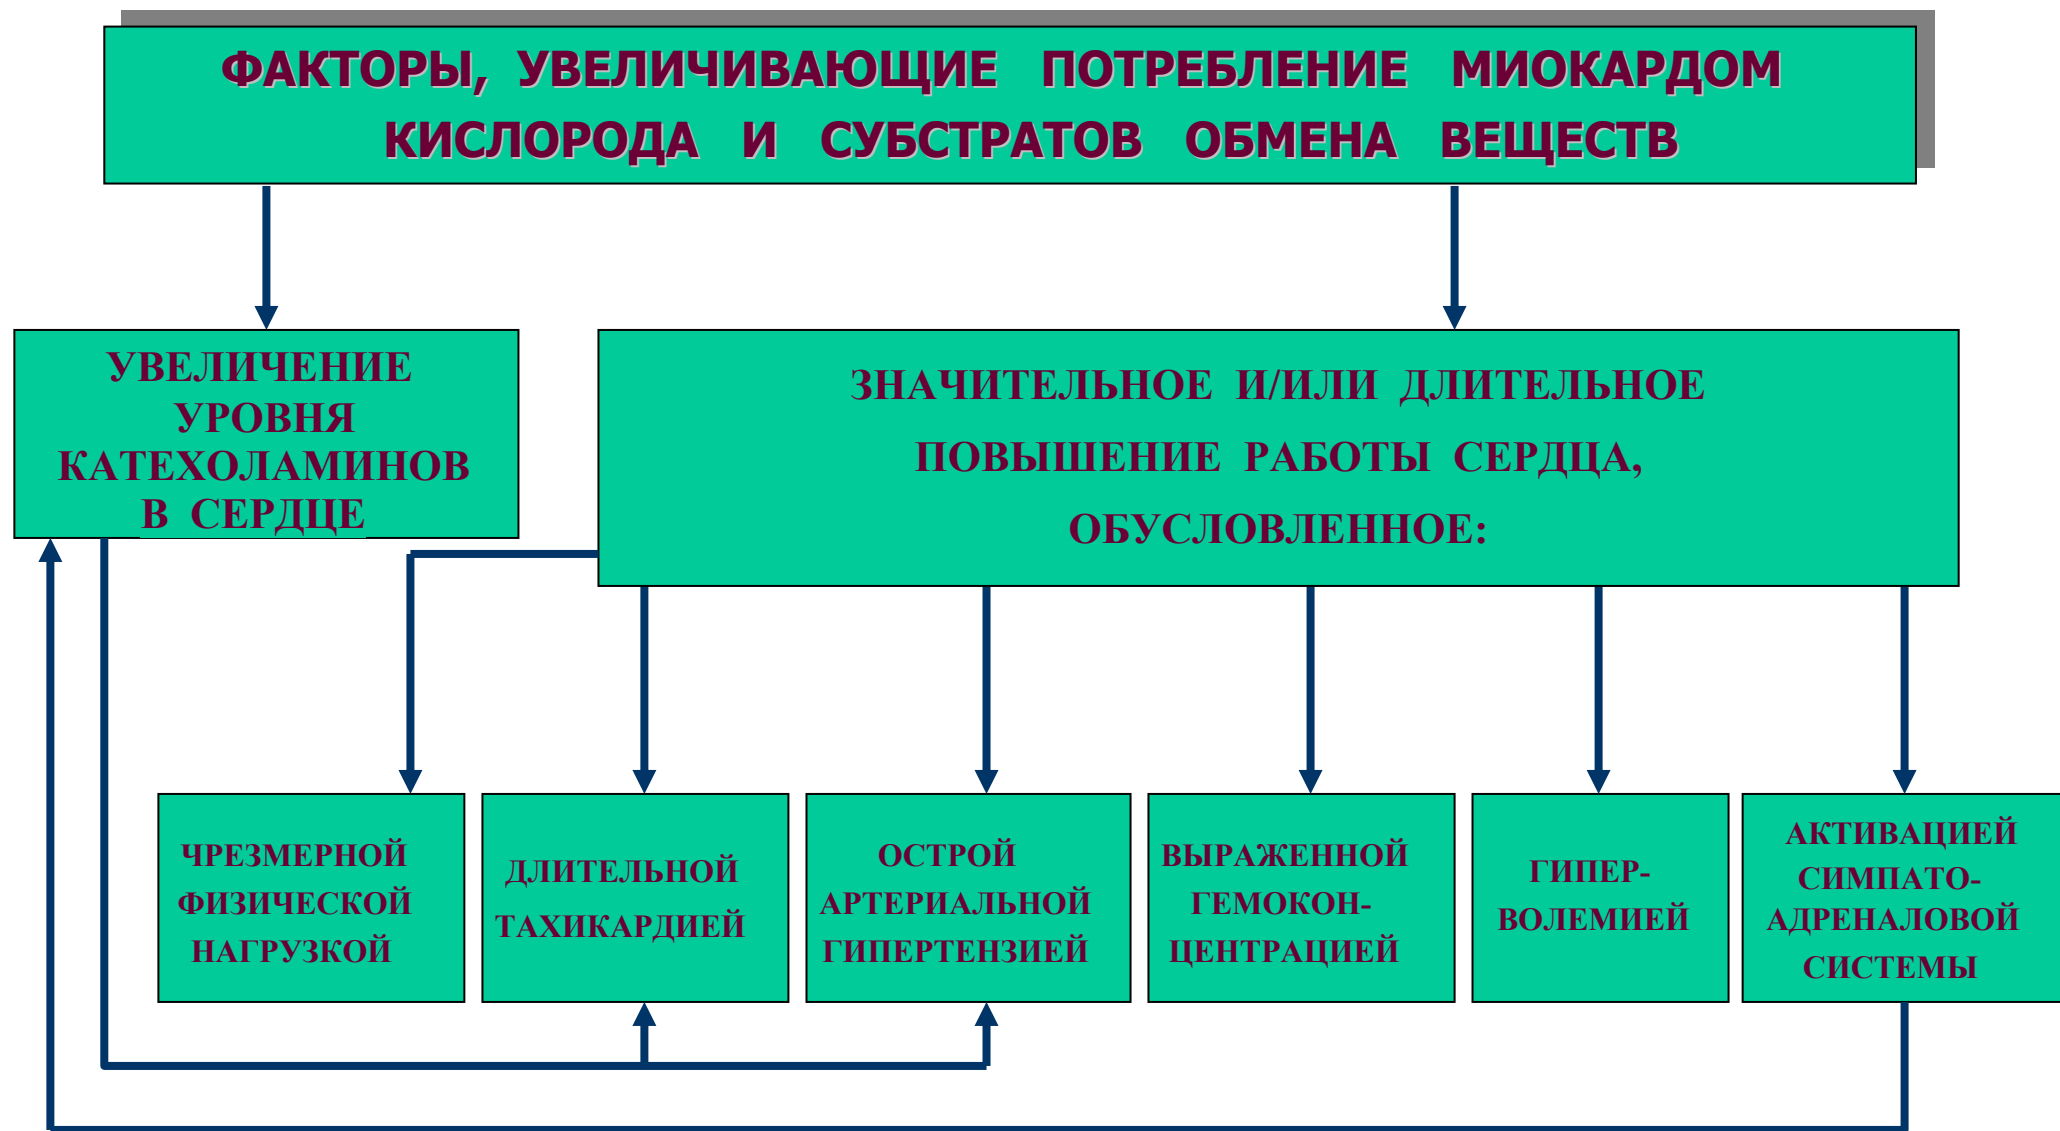 ФАКТОРЫ, УВЕЛИЧИВАЮЩИЕ ПОТРЕБЛЕНИЕ МИОКАРДОМ
КИСЛОРОДА И СУБСТРАТОВ ОБМЕНА ВЕЩЕСТВ
УВЕЛИЧЕНИЕ
УРОВНЯ
КАТЕХОЛАМИНОВ
В СЕРДЦЕ
ЗНАЧИТЕЛЬНОЕ И/ИЛИ ДЛИТЕЛЬНОЕ
ПОВЫШЕНИЕ РАБОТЫ СЕРДЦА,
ОБУСЛОВЛЕННОЕ:
ЧРЕЗМЕРНОЙ
ФИЗИЧЕСКОЙ
НАГРУЗКОЙ
ДЛИТЕЛЬНОЙ
ТАХИКАРДИЕЙ
ОСТРОЙ
АРТЕРИАЛЬНОЙ
ГИПЕРТЕНЗИЕЙ
ВЫРАЖЕННОЙ
ГЕМОКОН-
ЦЕНТРАЦИЕЙ
ГИПЕР-
ВОЛЕМИЕЙ
АКТИВАЦИЕЙ
СИМПАТО-
АДРЕНАЛОВОЙ
СИСТЕМЫ